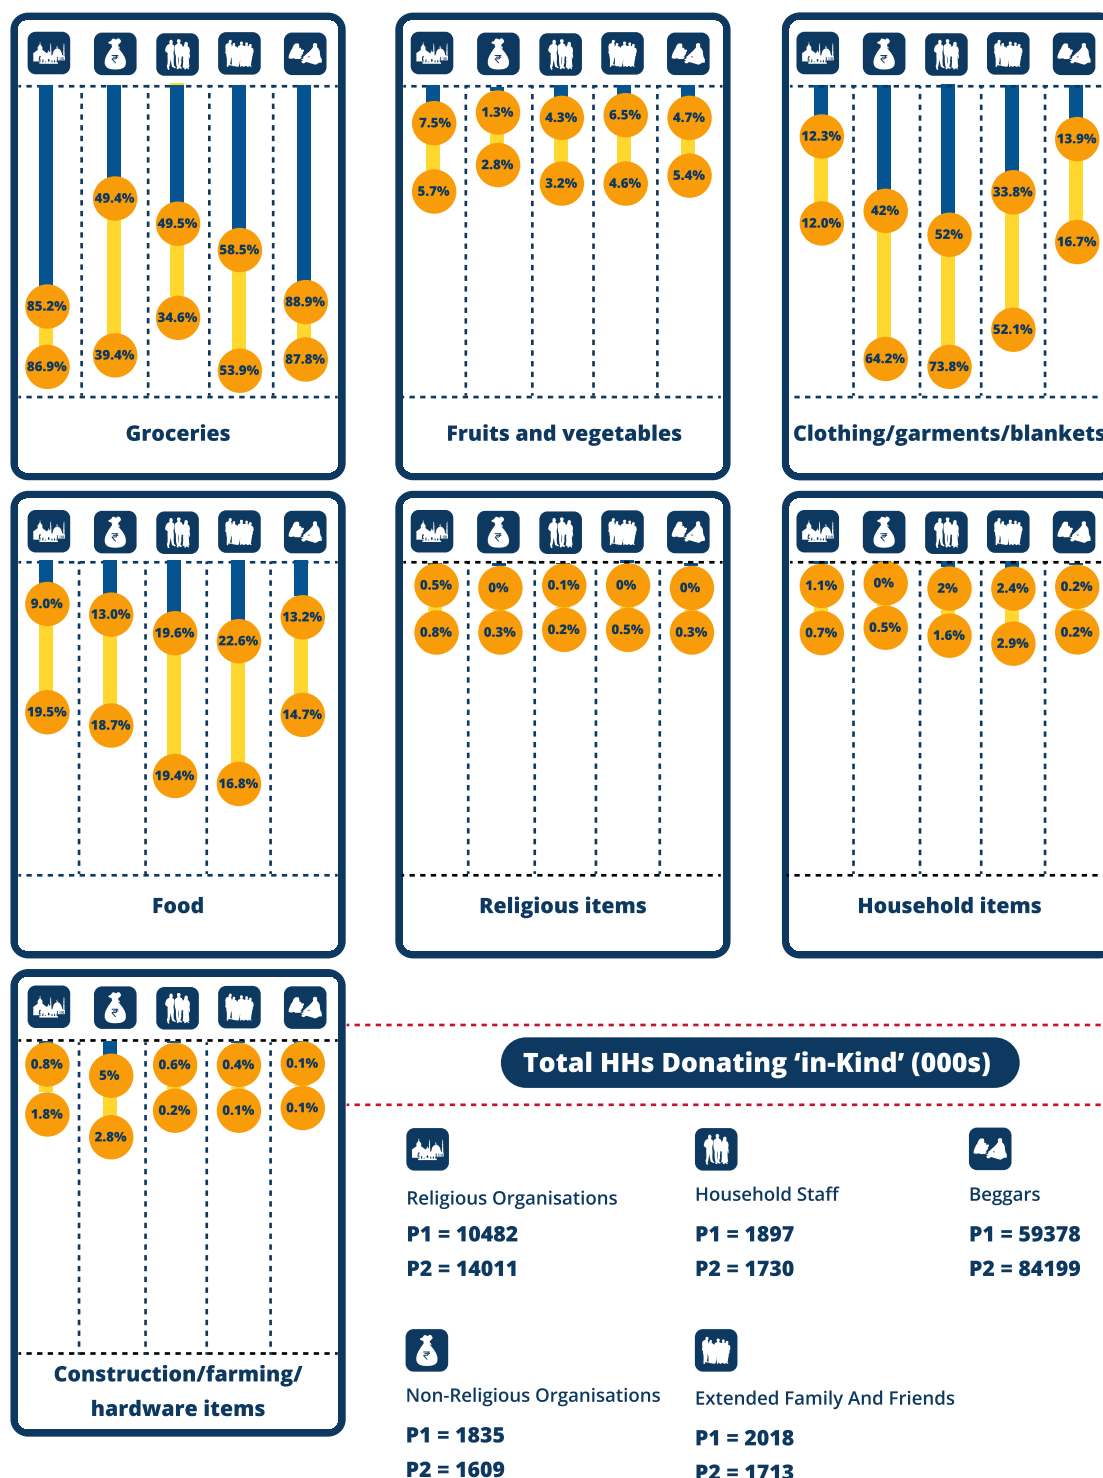 85.2%
49.4%
49.5%
58.5%
88.9%
86.9%
39.4%
34.6%
53.9%
87.8%
Groceries
7.5%
1.3%
4.3%
6.5%
4.7%
5.7%
2.8%
3.2%
4.6%
5.4%
Fruits and vegetables
12.3%
42%
52%
33.8%
13.9%
12.0%
64.2%
73.8%
52.1%
16.7%
Clothing/garments/blankets
9.0%
13.0%
19.6%
22.6%
13.2%
19.5%
18.7%
19.4%
16.8%
14.7%
Food
0.5%
0%
0.1%
0%
0%
0.8%
0.3%
0.2%
0.5%
0.3%
Religious items
1.1%
0%
2%
2.4%
0.2%
0.7%
0.5%
1.6%
2.9%
0.2%
Household items
0.8%
5%
0.6%
0.4%
0.1%
1.8%
2.8%
0.2%
0.1%
0.1%
Construction/farming/
hardware items
Total HHs Donating ‘in-Kind’ (000s)
Religious Organisations
P1 = 10482
P2 = 14011
Household Staff
P1 = 1897
P2 = 1730
Beggars
P1 = 59378
P2 = 84199
Non-Religious Organisations
P1 = 1835
P2 = 1609
Extended Family And Friends
P1 = 2018
P2 = 1713